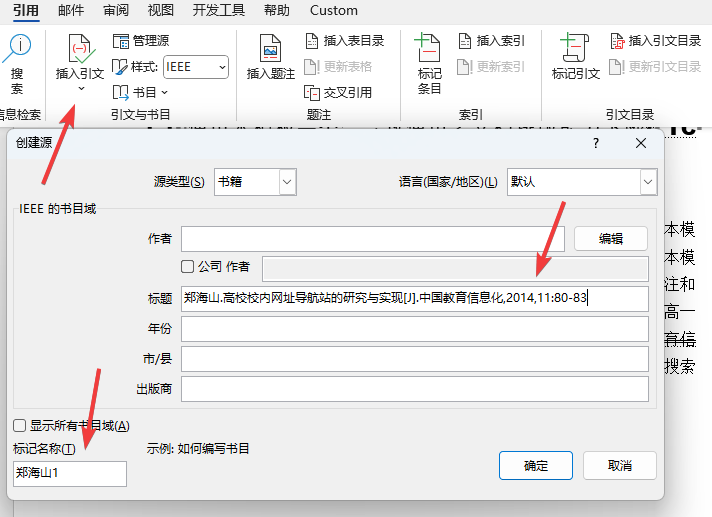 引用 邮件 审阅 视图 开发工具 帮助 Custom
搜索
信息检索
插入引文
管理源
样式: IEEE
书目
引文与书目
插入题注
插入表目录
更新表格
交叉引用
题注
标记条目
插入索引
更新索引
索引
标记引文
插入引文目录
更新引文目录
引文目录
创建源 ?
源类型(S) 书籍 语言(国家/地区)(L) 默认
IEEE 的书目域
作者 编辑
公司 作者
标题 郑海山.高校校内网址导航站的研究与实现[J].中国教育信息化,2014,11:80-83
年份
市/县
出版商
显示所有书目域(A)
标记名称(T) 示例: 如何编写书目
郑海山1
确定 取消
本模
本模
注和
高一
育信
搜索